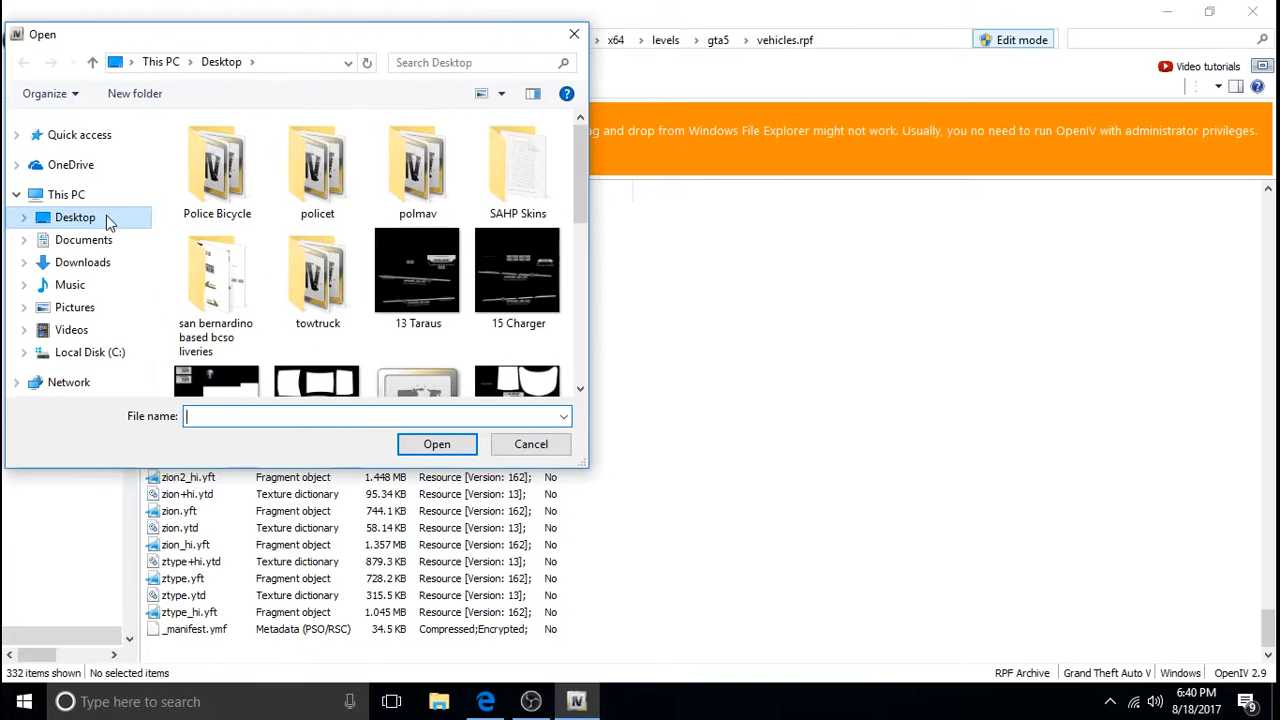 Open
This PC
Desktop
Search Desktop
x64
levels
gta5
vehicles.rpf
Edit mode
Video tutorials
Organize
New folder
ng and drop from Windows File Explorer might not work. Usually, you no need to run OpenIV with administrator privileges.
Quick access
OneDrive
This PC
Desktop
Documents
Downloads
Music
Pictures
Videos
Local Disk (C:)
Network
Police Bicycle
policet
polmav
SAHP Skins
san bernardino based bcso liveries
towtruck
13 Taraus
15 Charger
File name:
Open
Cancel
zion2_hi.yft Fragment object 1.448 MB Resource [Version: 162]; No
zion+hi.ytd Texture dictionary 95.34 KB Resource [Version: 13]; No
zion.yft Fragment object 744.1 KB Resource [Version: 162]; No
zion.ytd Texture dictionary 58.14 KB Resource [Version: 13]; No
zion_hi.yft Fragment object 1.357 MB Resource [Version: 162]; No
ztype+hi.ytd Texture dictionary 879.3 KB Resource [Version: 13]; No
ztype.yft Fragment object 728.2 KB Resource [Version: 162]; No
ztype.ytd Texture dictionary 315.5 KB Resource [Version: 13]; No
ztype_hi.yft Fragment object 1.045 MB Resource [Version: 162]; No
_manifest.ymf Metadata (PSO/RSC) 34.5 KB Compressed;Encrypted; No
332 items shown
No selected items
RPF Archive
Grand Theft Auto V
Windows
OpenIV 2.9
Type here to search
6:40 PM
8/18/2017
9